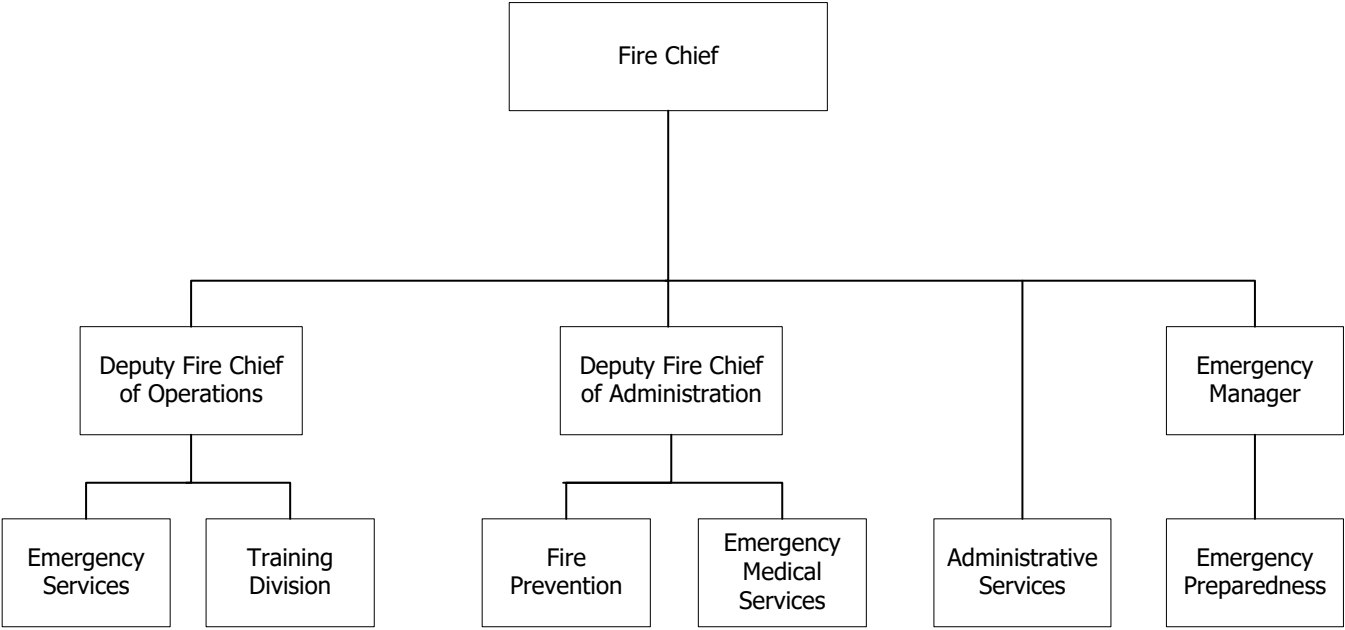 Fire Chief
Deputy Fire Chief
of Operations
Deputy Fire Chief
of Administration
Emergency
Manager
Emergency
Services
Training
Division
Fire
Prevention
Emergency
Medical
Services
Administrative
Services
Emergency
Preparedness